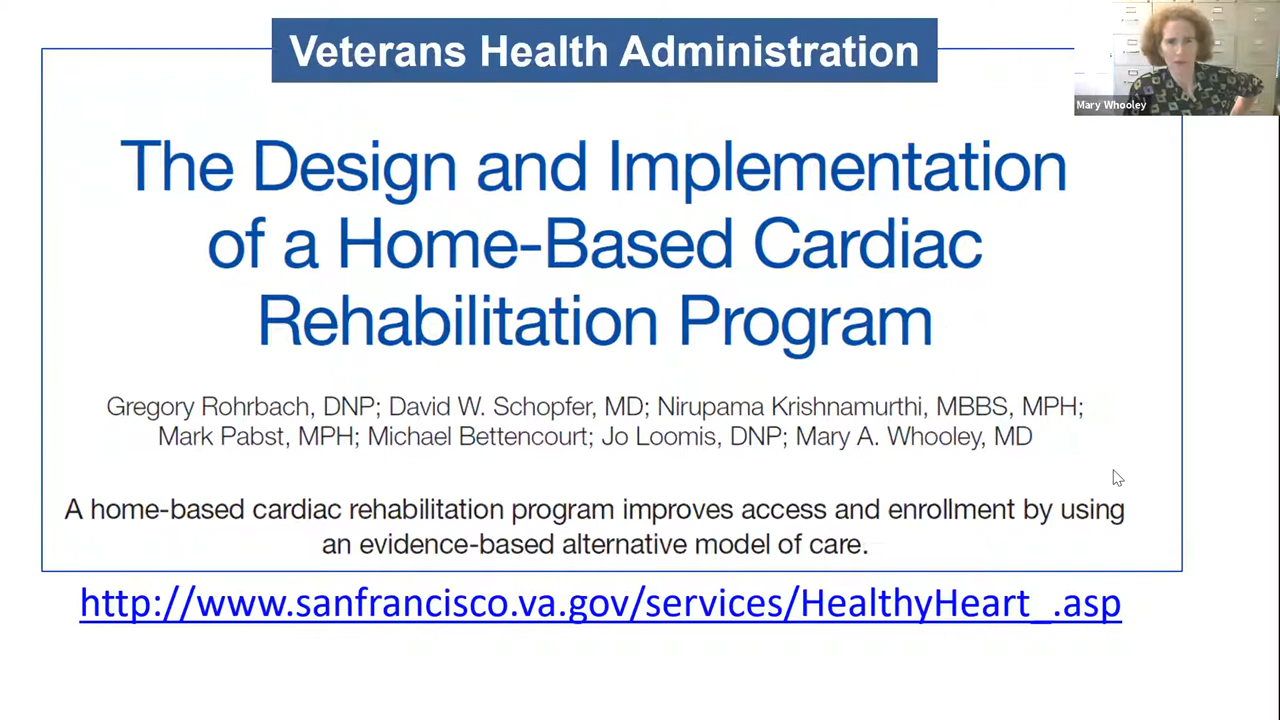 Veterans Health Administration
Mary Whooley
The Design and Implementation
of a Home-Based Cardiac
Rehabilitation Program
Gregory Rohrbach, DNP; David W. Schopfer, MD; Nirupama Krishnamurthi, MBBS, MPH;
Mark Pabst, MPH; Michael Bettencourt; Jo Loomis, DNP; Mary A. Whooley, MD
A home-based cardiac rehabilitation program improves access and enrollment by using
an evidence-based alternative model of care.
http://www.sanfrancisco.va.gov/services/HealthyHeart_.asp